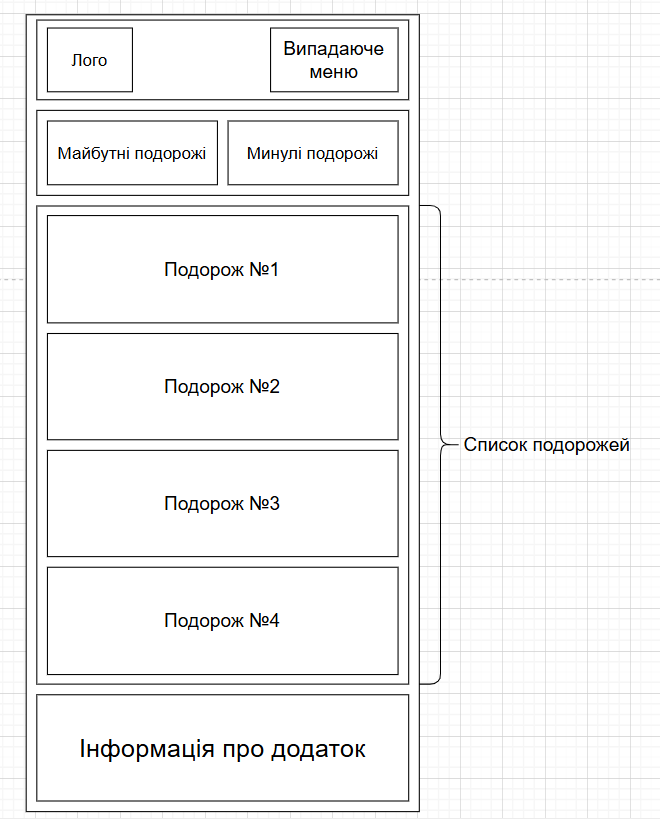 Лого
Випадаюче
меню
Майбутні подорожі
Минулі подорожі
Подорож №1
Подорож №2
Подорож №3
Подорож №4
Список подорожей
Інформація про додаток